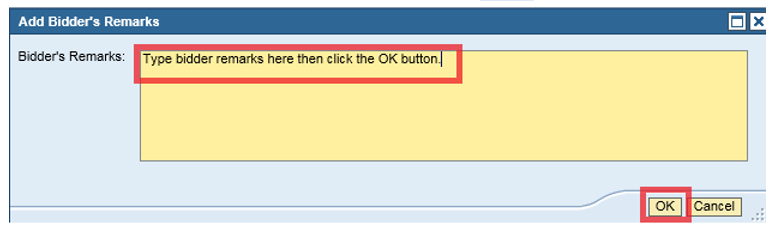 Add Bidder's Remarks
Bidder's Remarks: Type bidder remarks here then click the OK button.
OK Cancel